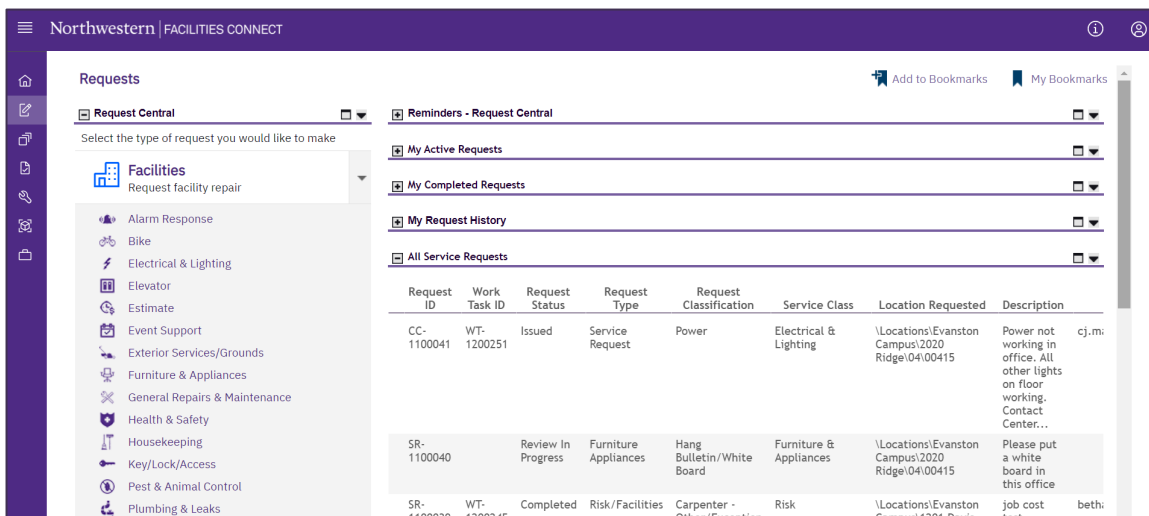 Northwestern | FACILITIES CONNECT
Requests
Add to Bookmarks
My Bookmarks
Request Central
Select the type of request you would like to make
Facilities
Request facility repair
Alarm Response
Bike
Electrical & Lighting
Elevator
Estimate
Event Support
Exterior Services/Grounds
Furniture & Appliances
General Repairs & Maintenance
Health & Safety
Housekeeping
Key/Lock/Access
Pest & Animal Control
Plumbing & Leaks
Reminders - Request Central
My Active Requests
My Completed Requests
My Request History
All Service Requests
Request Work Request Request Request
ID Task ID Status Type Classification Service Class Location Requested Description
CC- WT- Issued Service Power Electrical & \Locations\Evanston Power not cj.m
1100041 1200251 Request Lighting Campus\2020 working in
Ridge\04\00415 office. All
other lights
on floor
working.
Contact
Center...
SR- Review In Furniture Hang Furniture & \Locations\Evanston Please put
1100040 Progress Appliances Bulletin/White Appliances Campus\2020 a white
Board Ridge\04\00415 board in
this office
SR- WT- Completed Risk/Facilities Carpenter - Risk \Locations\Evanston job cost beth